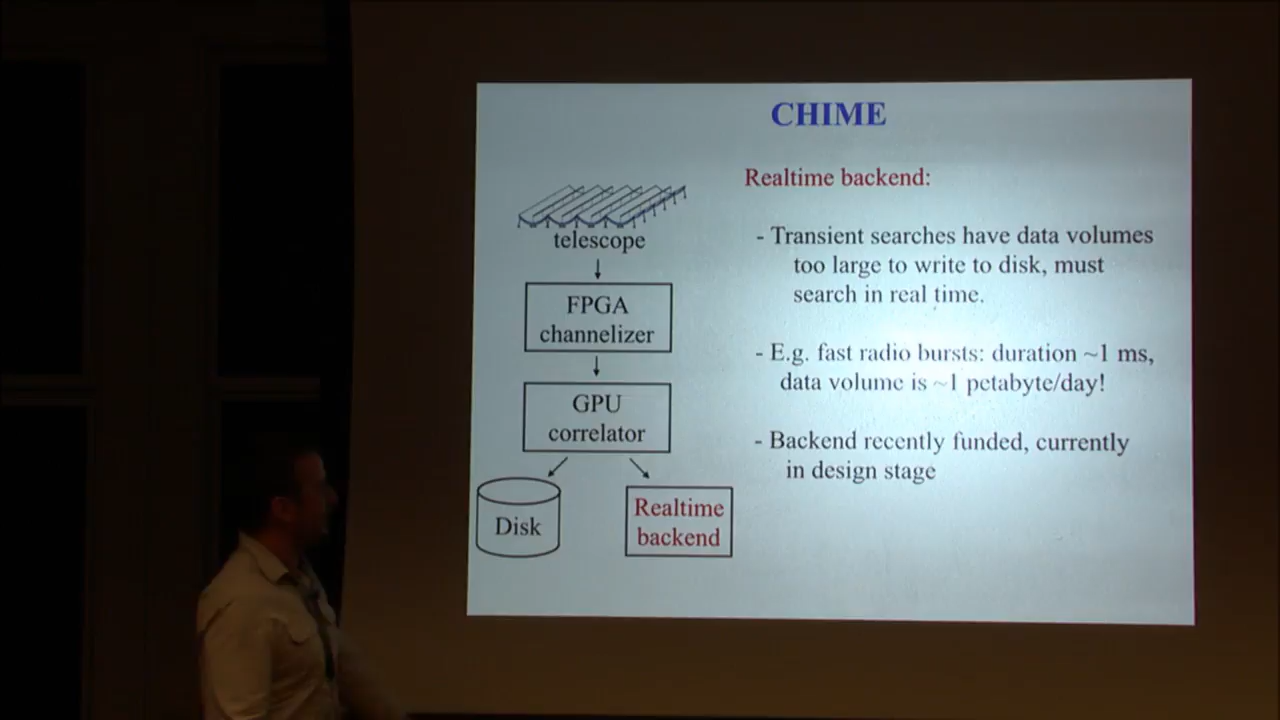 CHIME
telescope
FPGA
channelizer
GPU
correlator
Disk
Realtime
backend
Realtime backend:
- Transient searches have data volumes
too large to write to disk, must
search in real time.
- E.g. fast radio bursts: duration ~1 ms,
data volume is ~1 petabyte/day!
- Backend recently funded, currently
in design stage